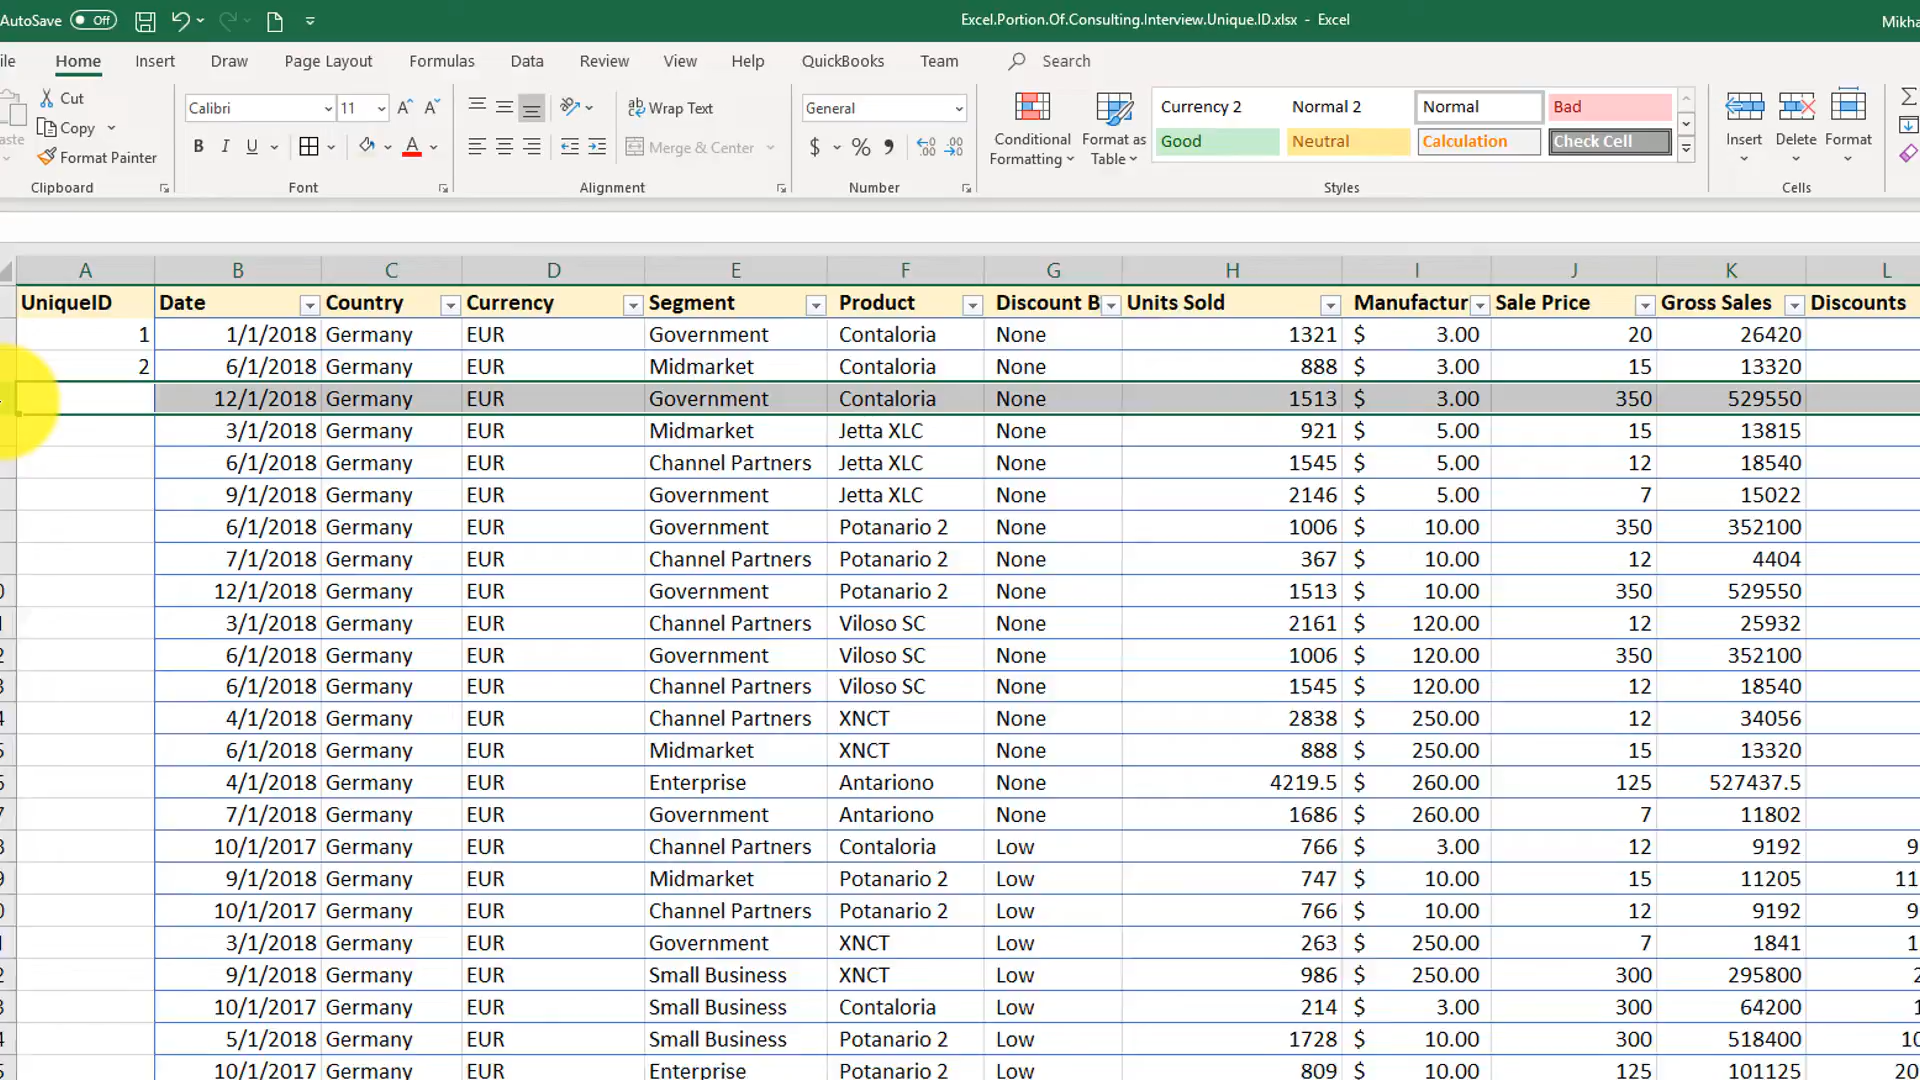 AutoSave Off Excel.Portion.Of.Consulting.Interview.Unique.ID.xlsx - Excel Mikha
Home Insert Draw Page Layout Formulas Data Review View Help QuickBooks Team Search
Cut Calibri 11 Wrap Text General Currency 2 Normal 2 Normal Bad
Copy Conditional Formatting Format as Table Insert Delete Format
Format Painter B I U A Merge & Center $ % Good Neutral Calculation Check Cell
Clipboard Font Alignment Number Styles Cells
A B C D E F G H I J K L
UniqueID Date Country Currency Segment Product Discount B Units Sold Manufactur Sale Price Gross Sales Discounts
1 1/1/2018 Germany EUR Government Contaloria None 1321 $ 3.00 20 26420
2 6/1/2018 Germany EUR Midmarket Contaloria None 888 $ 3.00 15 13320
12/1/2018 Germany EUR Government Contaloria None 1513 $ 3.00 350 529550
3/1/2018 Germany EUR Midmarket Jetta XLC None 921 $ 5.00 15 13815
6/1/2018 Germany EUR Channel Partners Jetta XLC None 1545 $ 5.00 12 18540
9/1/2018 Germany EUR Government Jetta XLC None 2146 $ 5.00 7 15022
6/1/2018 Germany EUR Government Potanario 2 None 1006 $ 10.00 350 352100
7/1/2018 Germany EUR Channel Partners Potanario 2 None 367 $ 10.00 12 4404
12/1/2018 Germany EUR Government Potanario 2 None 1513 $ 10.00 350 529550
3/1/2018 Germany EUR Channel Partners Viloso SC None 2161 $ 120.00 12 25932
6/1/2018 Germany EUR Government Viloso SC None 1006 $ 120.00 350 352100
6/1/2018 Germany EUR Channel Partners Viloso SC None 1545 $ 120.00 12 18540
4/1/2018 Germany EUR Channel Partners XNCT None 2838 $ 250.00 12 34056
6/1/2018 Germany EUR Midmarket XNCT None 888 $ 250.00 15 13320
4/1/2018 Germany EUR Enterprise Antariono None 4219.5 $ 260.00 125 527437.5
7/1/2018 Germany EUR Government Antariono None 1686 $ 260.00 7 11802
10/1/2017 Germany EUR Channel Partners Contaloria Low 766 $ 3.00 12 9192 9
9/1/2018 Germany EUR Midmarket Potanario 2 Low 747 $ 10.00 15 11205 11
10/1/2017 Germany EUR Channel Partners Potanario 2 Low 766 $ 10.00 12 9192 9
3/1/2018 Germany EUR Government XNCT Low 263 $ 250.00 7 1841 1
9/1/2018 Germany EUR Small Business XNCT Low 986 $ 250.00 300 295800 2
10/1/2017 Germany EUR Small Business Contaloria Low 214 $ 3.00 300 64200 1
5/1/2018 Germany EUR Small Business Potanario 2 Low 1728 $ 10.00 300 518400 10
10/1/2017 Germany EUR Enterprise Potanario 2 Low 809 $ 10.00 125 101125 20